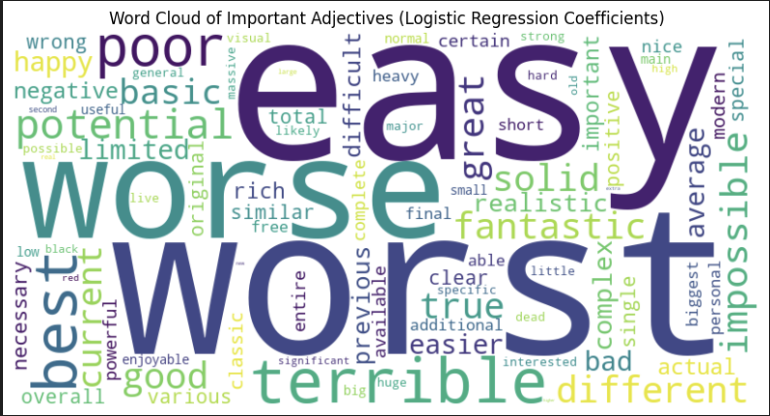 Word Cloud of Important Adjectives (Logistic Regression Coefficients)
wrong
poor
massive
visual
easy
difficult
normal
certain
strong
nice
main
high
happy
general
large
heavy
hard
old
important
special
negative
basic
great
modern
second
useful
total
likely
major
short
positive
potential
possible
limited
original
real
worse
live
rich
similar
free
complete
small
final
solid
realistic
fantastic
average
impossible
extra
worst
low
black
red
necessary
best
current
powerful
entire
previous
available
able
clear
specific
little
true
additional
easier
dead
complex
single
biggest
personal
enjoyable
good
classic
significant
interested
bad
actual
overall
various
terrible
big
huge
different